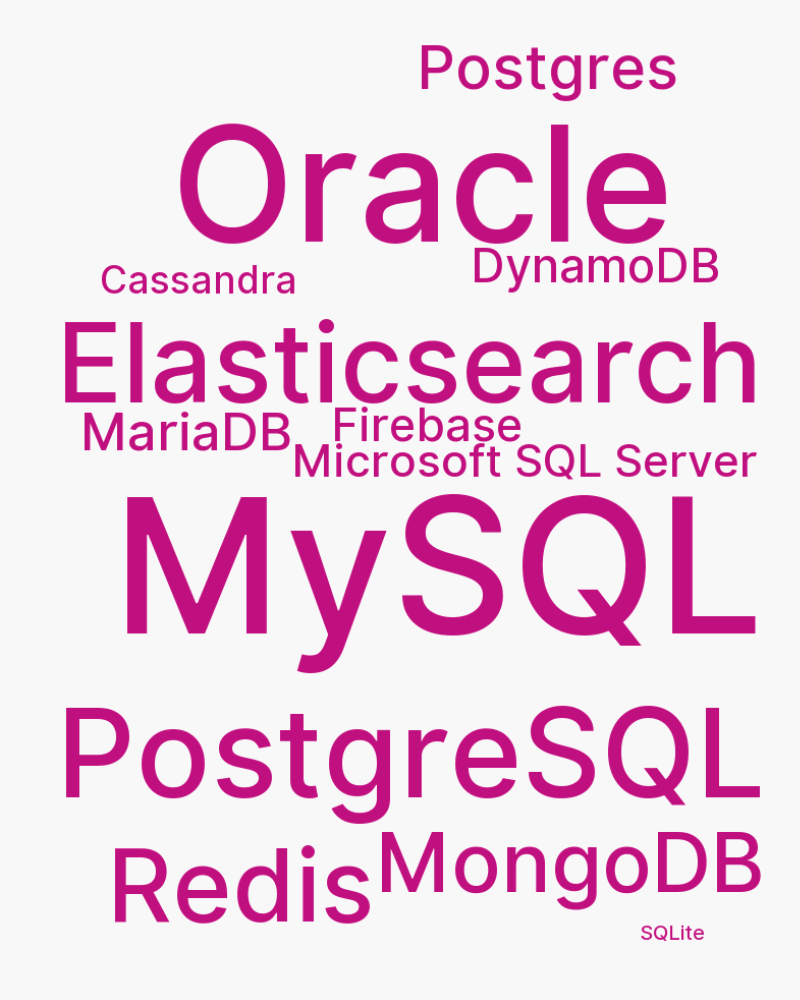 Postgres
Oracle
Cassandra
DynamoDB
Elasticsearch
MariaDB
Firebase
Microsoft SQL Server
MySQL
PostgreSQL
Redis
MongoDB
SQLite